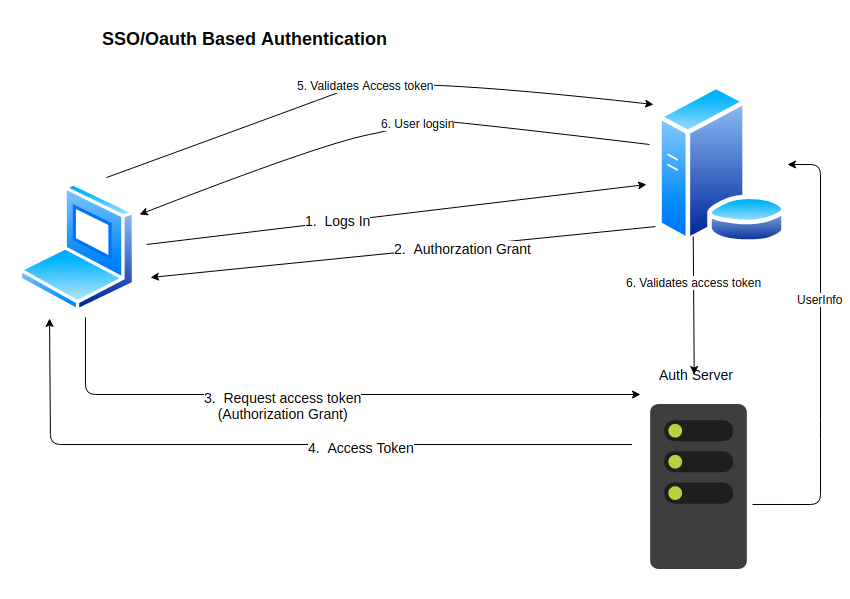 SSO/Oauth Based Authentication
5. Validates Access token
6. User logsin
1.  Logs In
2.  Authorzation Grant
6. Validates access token
UserInfo
Auth Server
3.  Request access token
(Authorization Grant)
4.  Access Token